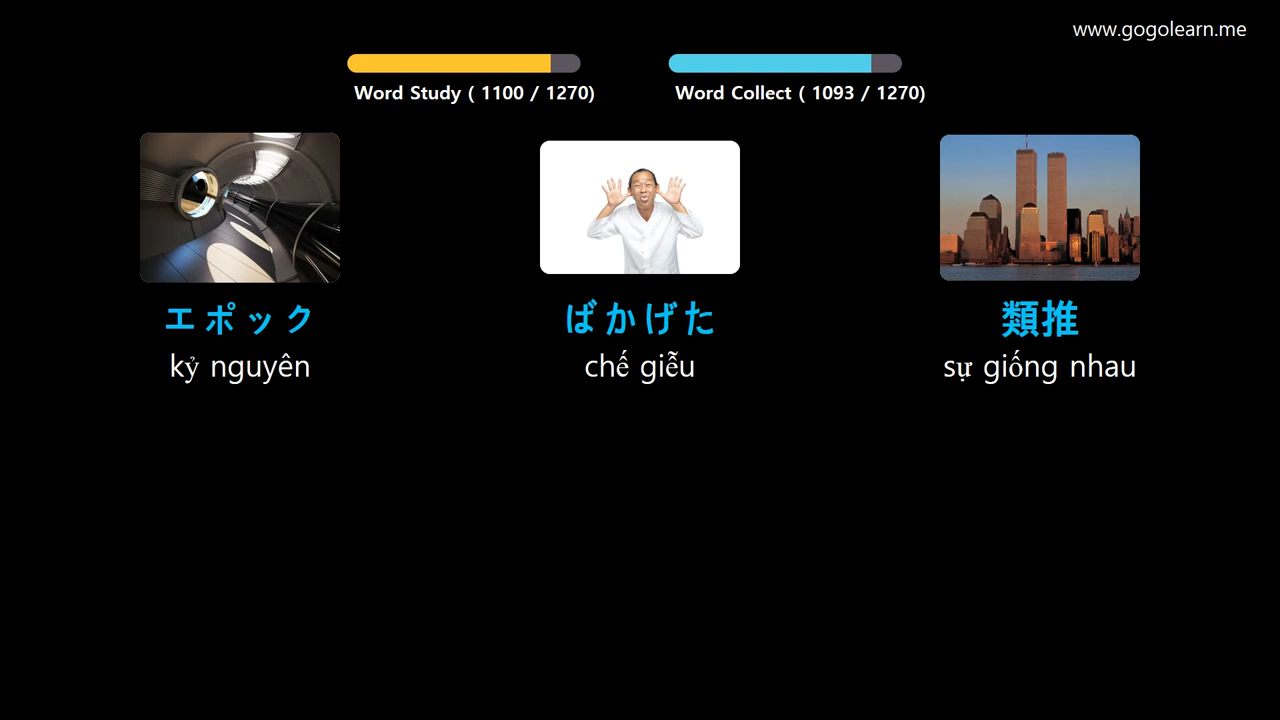 www.gogolearn.me
Word Study ( 1100 / 1270)
Word Collect ( 1093 / 1270)
エポック
ばかげた
類推
kỷ nguyên
chế giễu
sự giống nhau